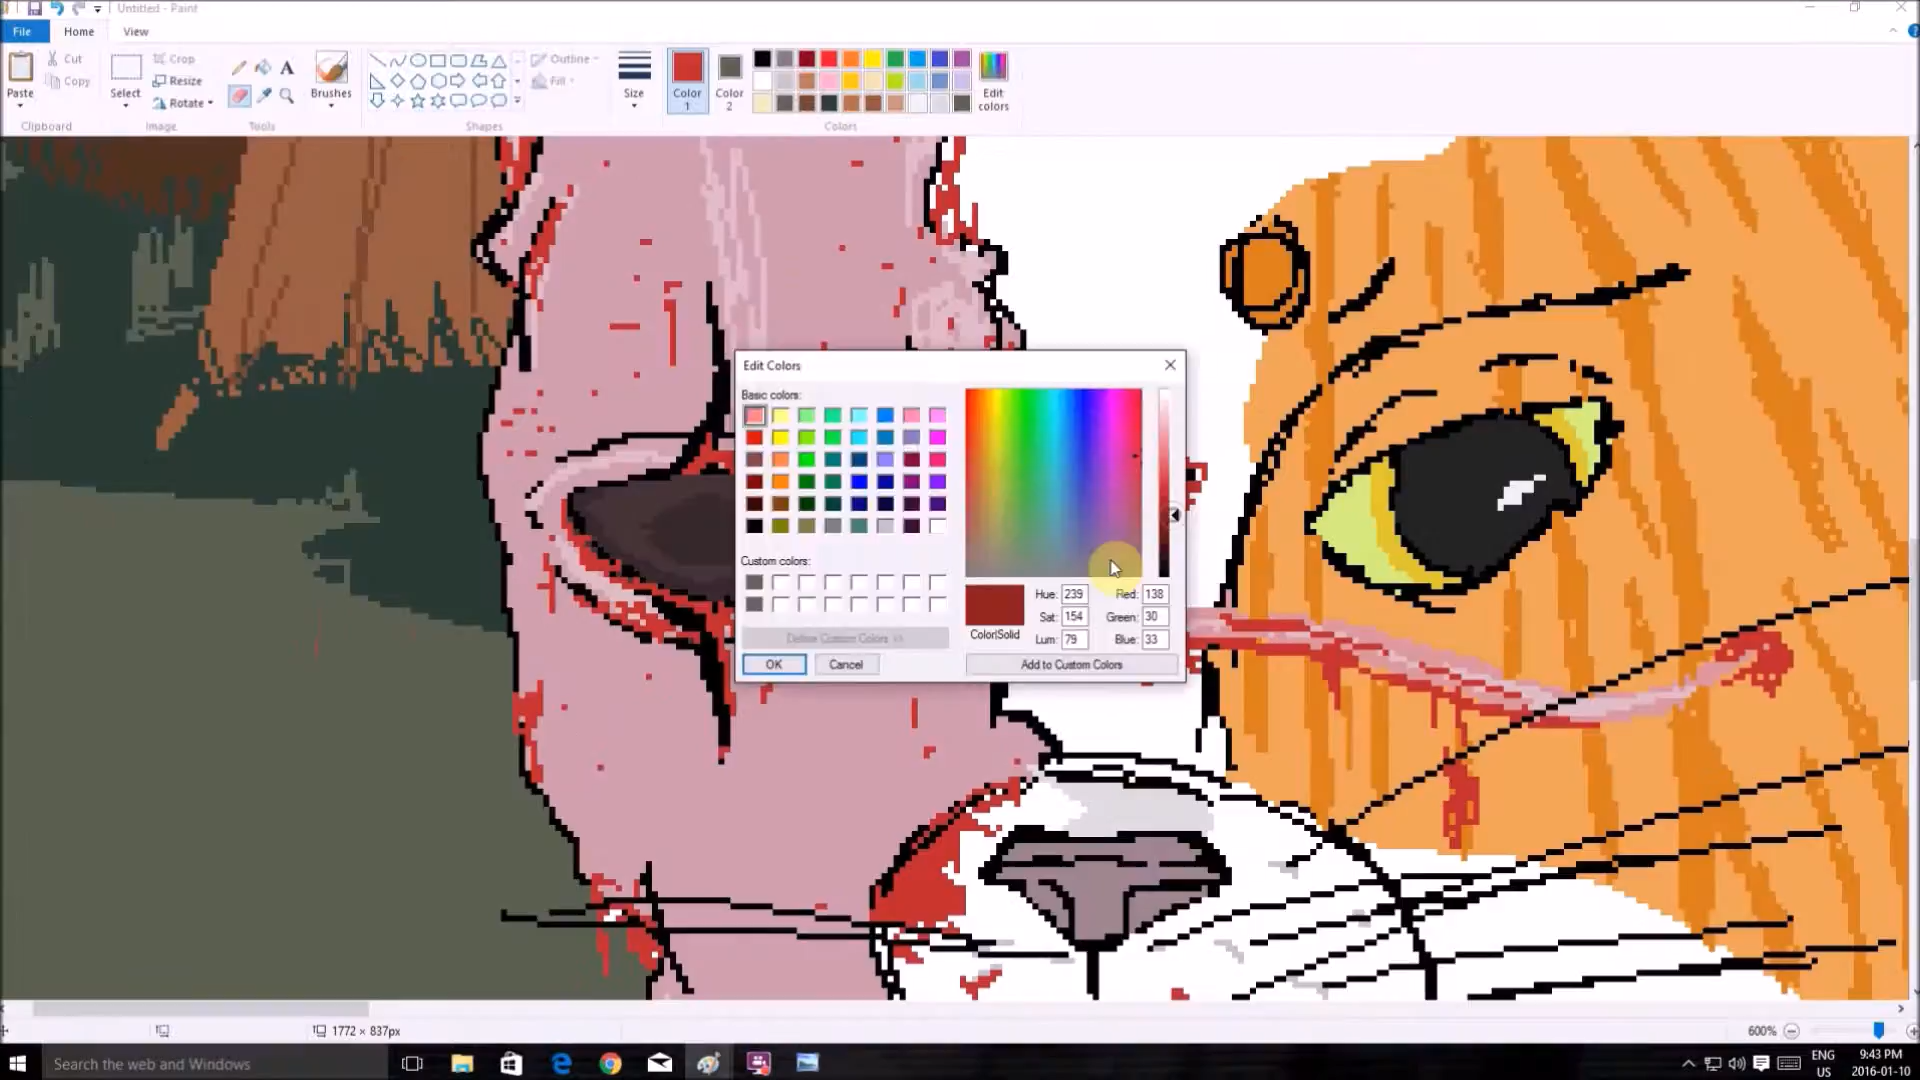 Untitled - Paint
File Home View
Cut
Copy
Paste
Clipboard
Select
Crop
Resize
Rotate
Image
A
Tools
Brushes
Outline
Fill
Shapes
Size
Color 1
Color 2
Edit colors
Colors
Edit Colors
Basic colors:
Custom colors:
Define Custom Colors >>
OK Cancel
Color|Solid
Hue: 239 Red: 138
Sat: 154 Green: 30
Lum: 79 Blue: 33
Add to Custom Colors
1772 × 837px
600%
Search the web and Windows
ENG
US
9:43 PM
2016-01-10